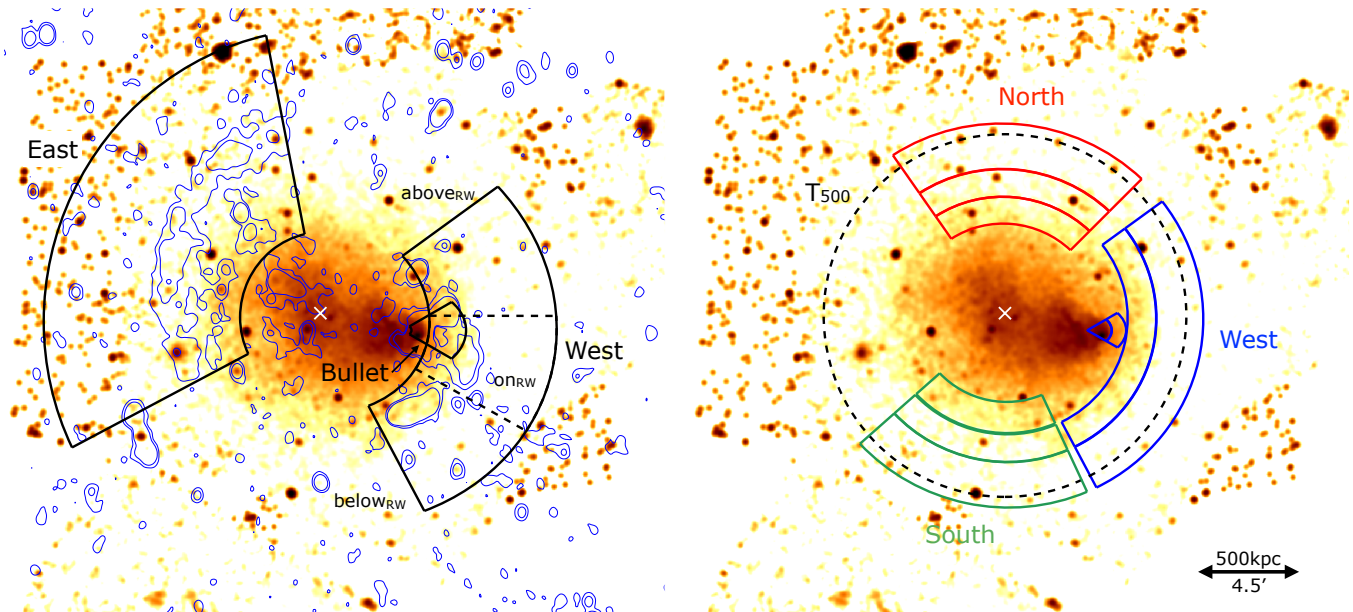 East
above_RW
Bullet
West
on_RW
below_RW
North
T_500
West
South
500kpc
4.5′